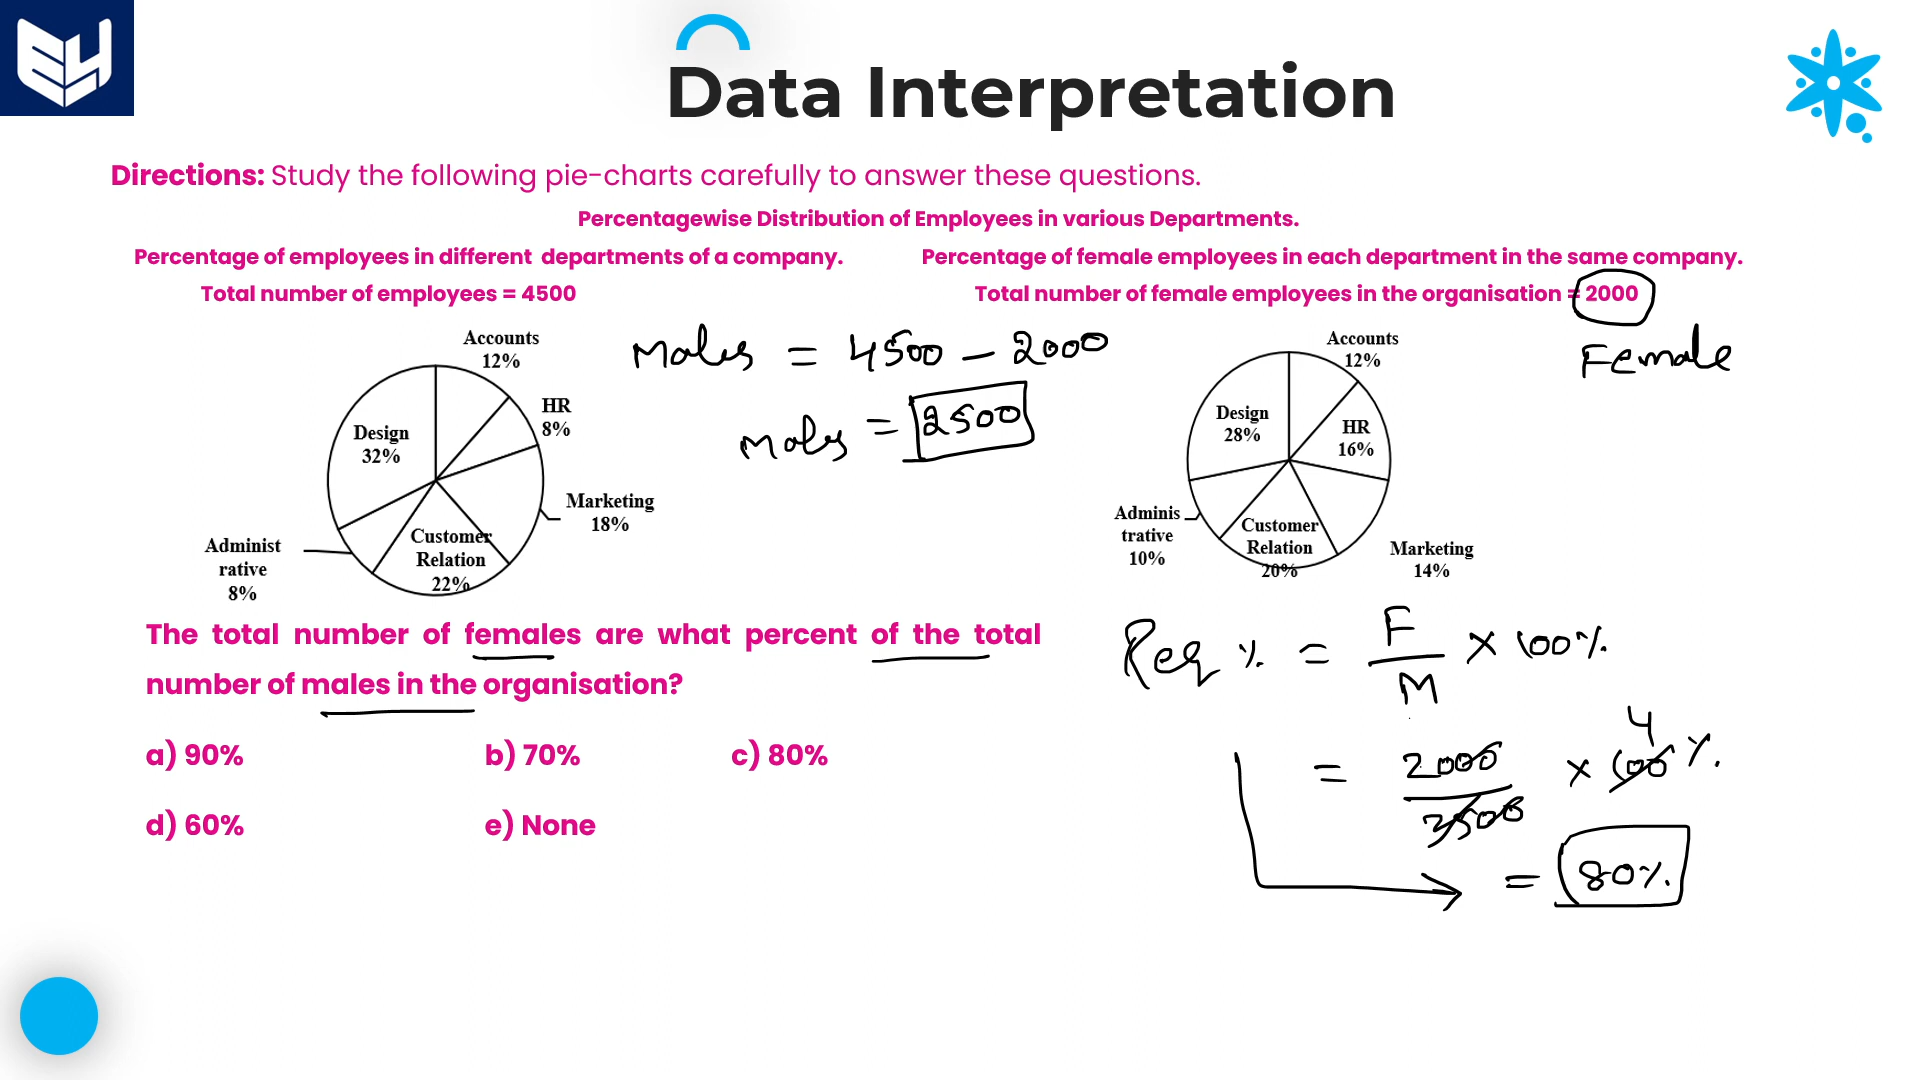 EY
Data Interpretation
Directions: Study the following pie-charts carefully to answer these questions.
Percentagewise Distribution of Employees in various Departments.
Percentage of employees in different departments of a company.
Total number of employees = 4500
Percentage of female employees in each department in the same company.
Total number of female employees in the organisation = 2000
Female
Males = 4500 – 2000
Males = 2500
Accounts
12%
HR
8%
Marketing
18%
Customer
Relation
22%
Administ
rative
8%
Design
32%
Accounts
12%
HR
16%
Marketing
14%
Customer
Relation
20%
Adminis
trative
10%
Design
28%
The total number of females are what percent of the total
number of males in the organisation?
a) 90% b) 70% c) 80%
d) 60% e) None
Req % = F/M × 100%
4
= 2000/2500 × 100 %
= 80%